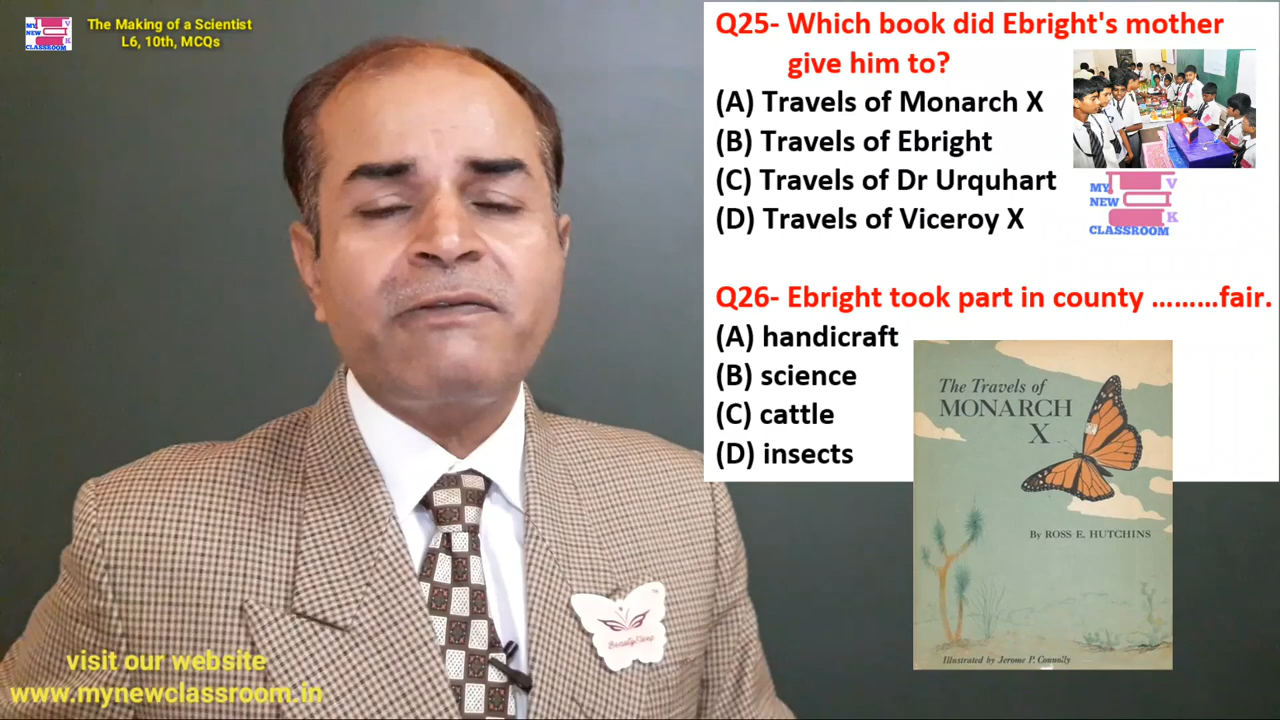 MY
NEW
CLASSROOM
V
K
The Making of a Scientist
L6, 10th, MCQs
Q25- Which book did Ebright's mother
give him to?
(A) Travels of Monarch X
(B) Travels of Ebright
(C) Travels of Dr Urquhart
(D) Travels of Viceroy X
MY
NEW
CLASSROOM
V
K
Q26- Ebright took part in county .........fair.
(A) handicraft
(B) science
(C) cattle
(D) insects
The Travels of
MONARCH
X
By ROSS E. HUTCHINS
Illustrated by Jerome P. Connolly
visit our website
www.mynewclassroom.in